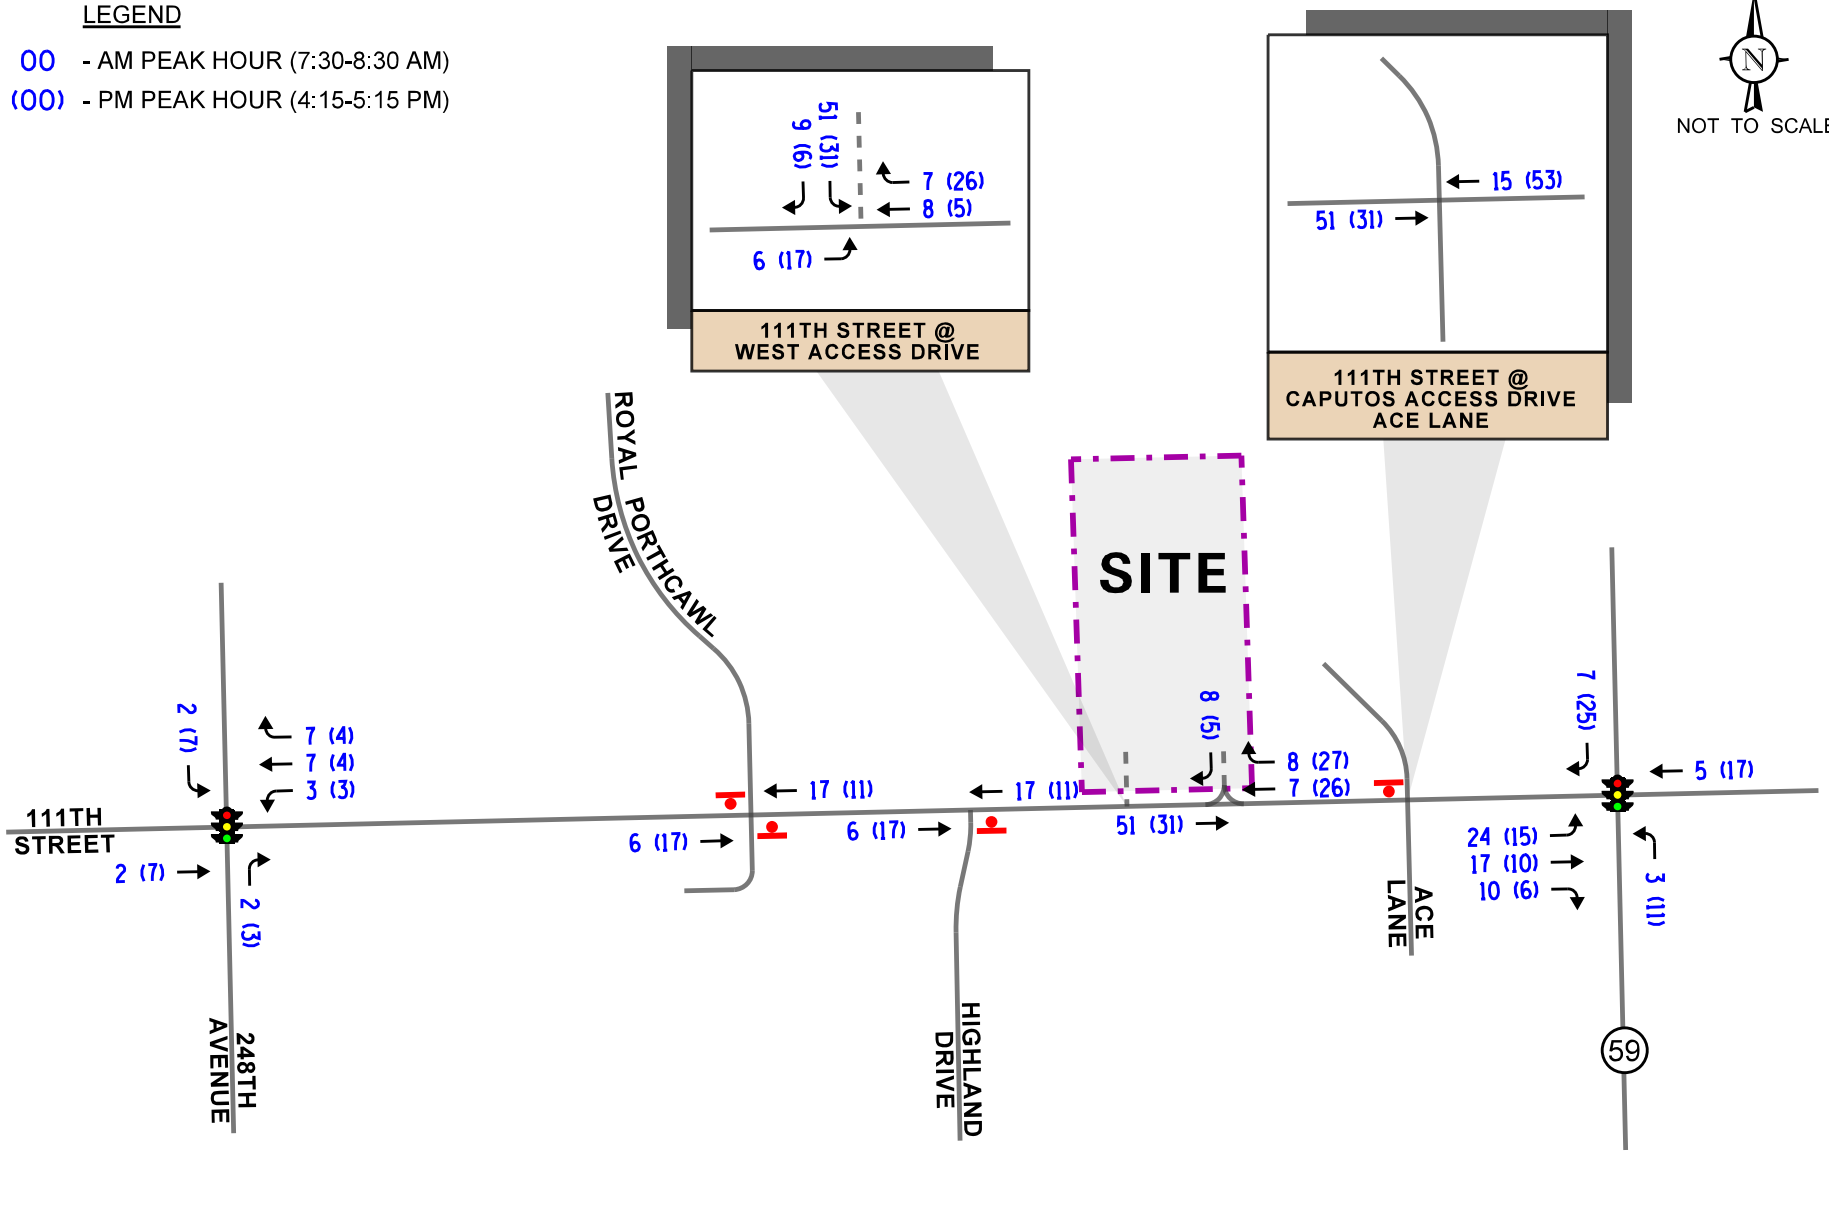 LEGEND
00 - AM PEAK HOUR (7:30-8:30 AM)
(00) - PM PEAK HOUR (4:15-5:15 PM)
N
NOT TO SCALE
9 (6)
51 (31)
7 (26)
8 (5)
6 (17)
111TH STREET @
WEST ACCESS DRIVE
15 (53)
51 (31)
111TH STREET @
CAPUTOS ACCESS DRIVE
ACE LANE
ROYAL PORTHCAWL
DRIVE
SITE
2 (7)
7 (4)
7 (4)
3 (3)
111TH
STREET
2 (7)
2 (3)
248TH
AVENUE
17 (11)
6 (17)
17 (11)
6 (17)
HIGHLAND
DRIVE
8 (5)
8 (27)
7 (26)
51 (31)
ACE
LANE
7 (25)
5 (17)
24 (15)
17 (10)
10 (6)
3 (11)
59